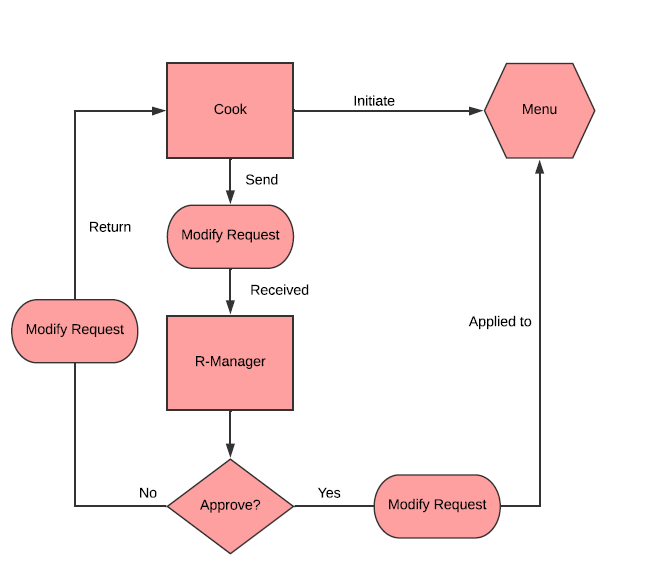 Cook
Initiate
Menu
Send
Return
Modify Request
Received
Applied to
Modify Request
R-Manager
No
Approve?
Yes
Modify Request